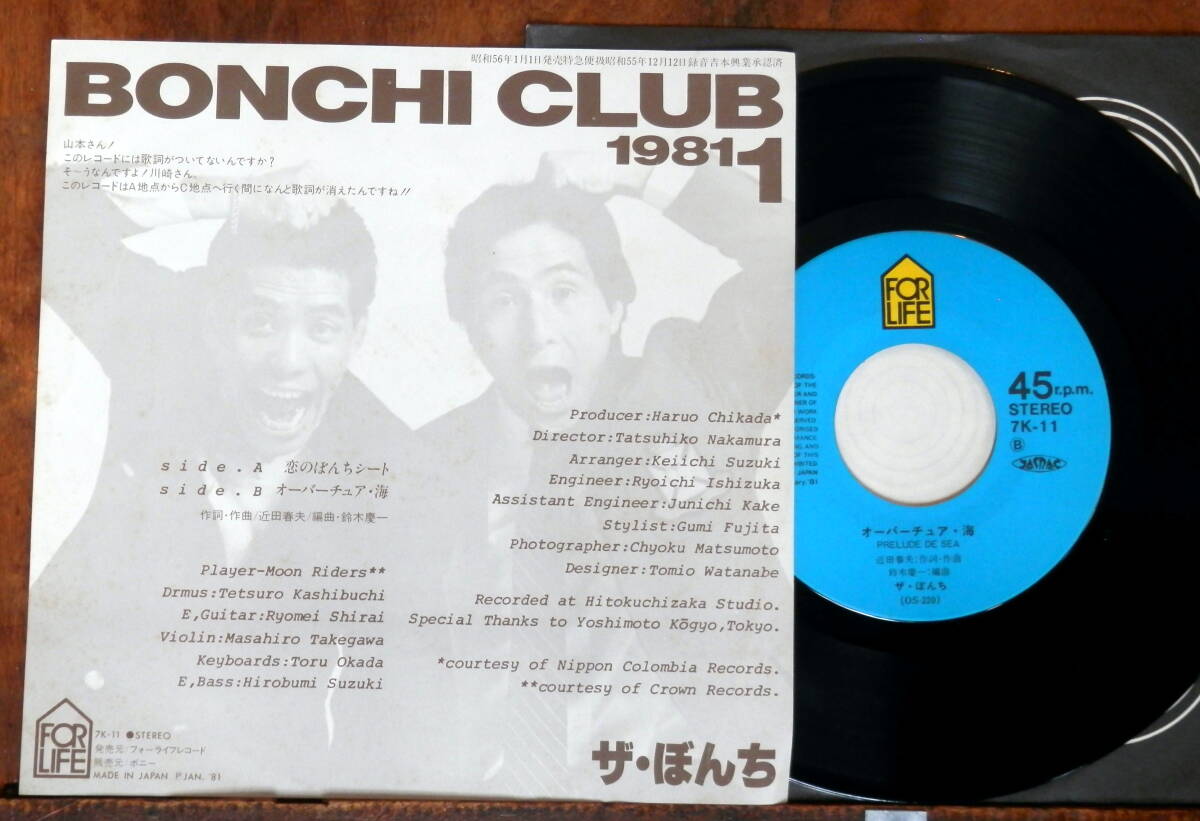 昭和56年1月1日発売特急便扱昭和55年12月12日録音吉本興業承認済
BONCHI CLUB
1981 1
山本さん!
このレコードには歌詞がついてないんですか?
そ〜うなんですよ!川崎さん、
このレコードはA地点からC地点へ行く間になんと歌詞が消えたんですね!!
side.A 恋のぼんちシート
side.B オーバーチュア・海
作詞・作曲/近田春夫/編曲・鈴木慶一
Player-Moon Riders**
Drmus:Tetsuro Kashibuchi
E,Guitar:Ryomei Shirai
Violin:Masahiro Takegawa
Keyboards:Toru Okada
E,Bass:Hirobumi Suzuki
Producer:Haruo Chikada*
Director:Tatsuhiko Nakamura
Arranger:Keiichi Suzuki
Engineer:Ryoichi Ishizuka
Assistant Engineer:Junichi Kake
Stylist:Gumi Fujita
Photographer:Chyoku Matsumoto
Designer:Tomio Watanabe
Recorded at Hitokuchizaka Studio.
Special Thanks to Yoshimoto Kōgyo,Tokyo.
*courtesy of Nippon Colombia Records.
**courtesy of Crown Records.
FOR
LIFE
7K-11 ●STEREO
発売元/フォーライフレコード
販売元/ポニー
MADE IN JAPAN P.JAN.'81
ザ・ぼんち
FOR
LIFE
45r.p.m.
STEREO
7K-11
B
JASRAC
オーバーチュア・海
PRELUDE DE SEA
近田春夫:作詞・作曲
鈴木慶一:編曲
ザ・ぼんち
(OS-220)